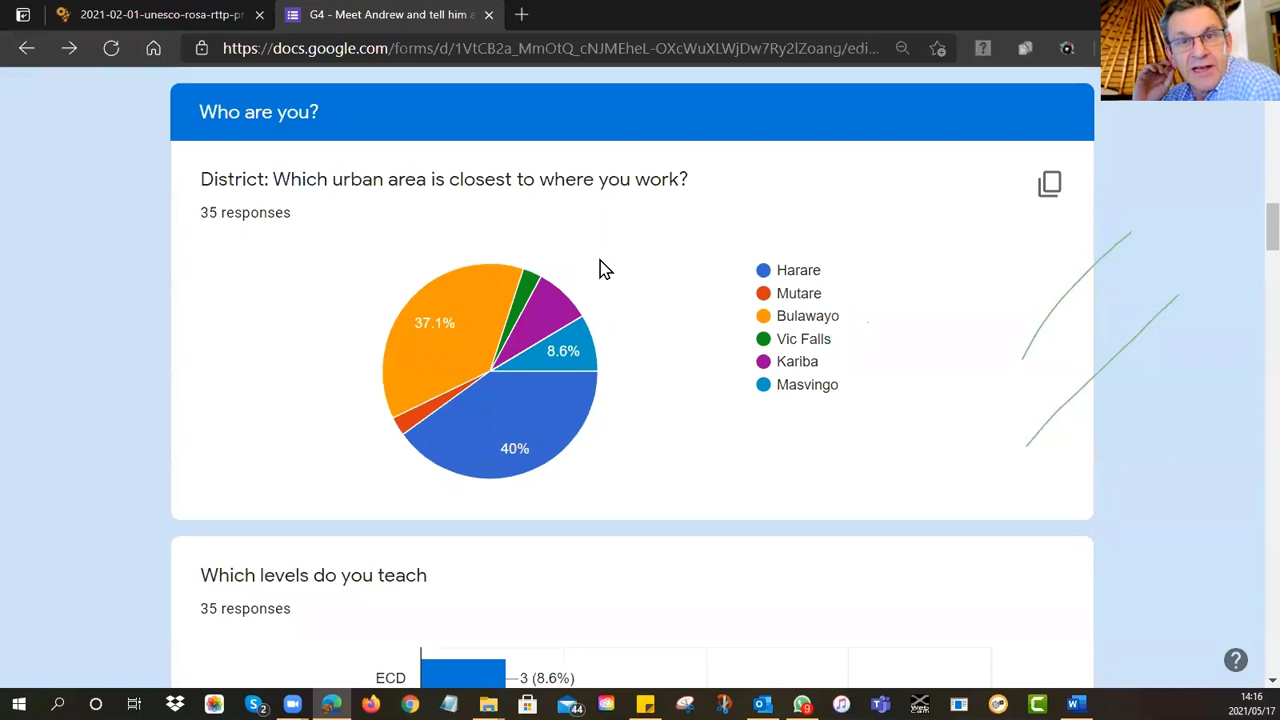 2021-02-01-unesco-rosa-rttp-pr
G4 - Meet Andrew and tell him a
https://docs.google.com/forms/d/1VtCB2a_MmOtQ_cNJMEheL-OXcWuXLWjDw7Ry2lZoang/edi...
Who are you?
District: Which urban area is closest to where you work?
35 responses
37.1%
8.6%
40%
Harare
Mutare
Bulawayo
Vic Falls
Kariba
Masvingo
Which levels do you teach
35 responses
ECD
3 (8.6%)
2
44
9
14:16
2021/05/17